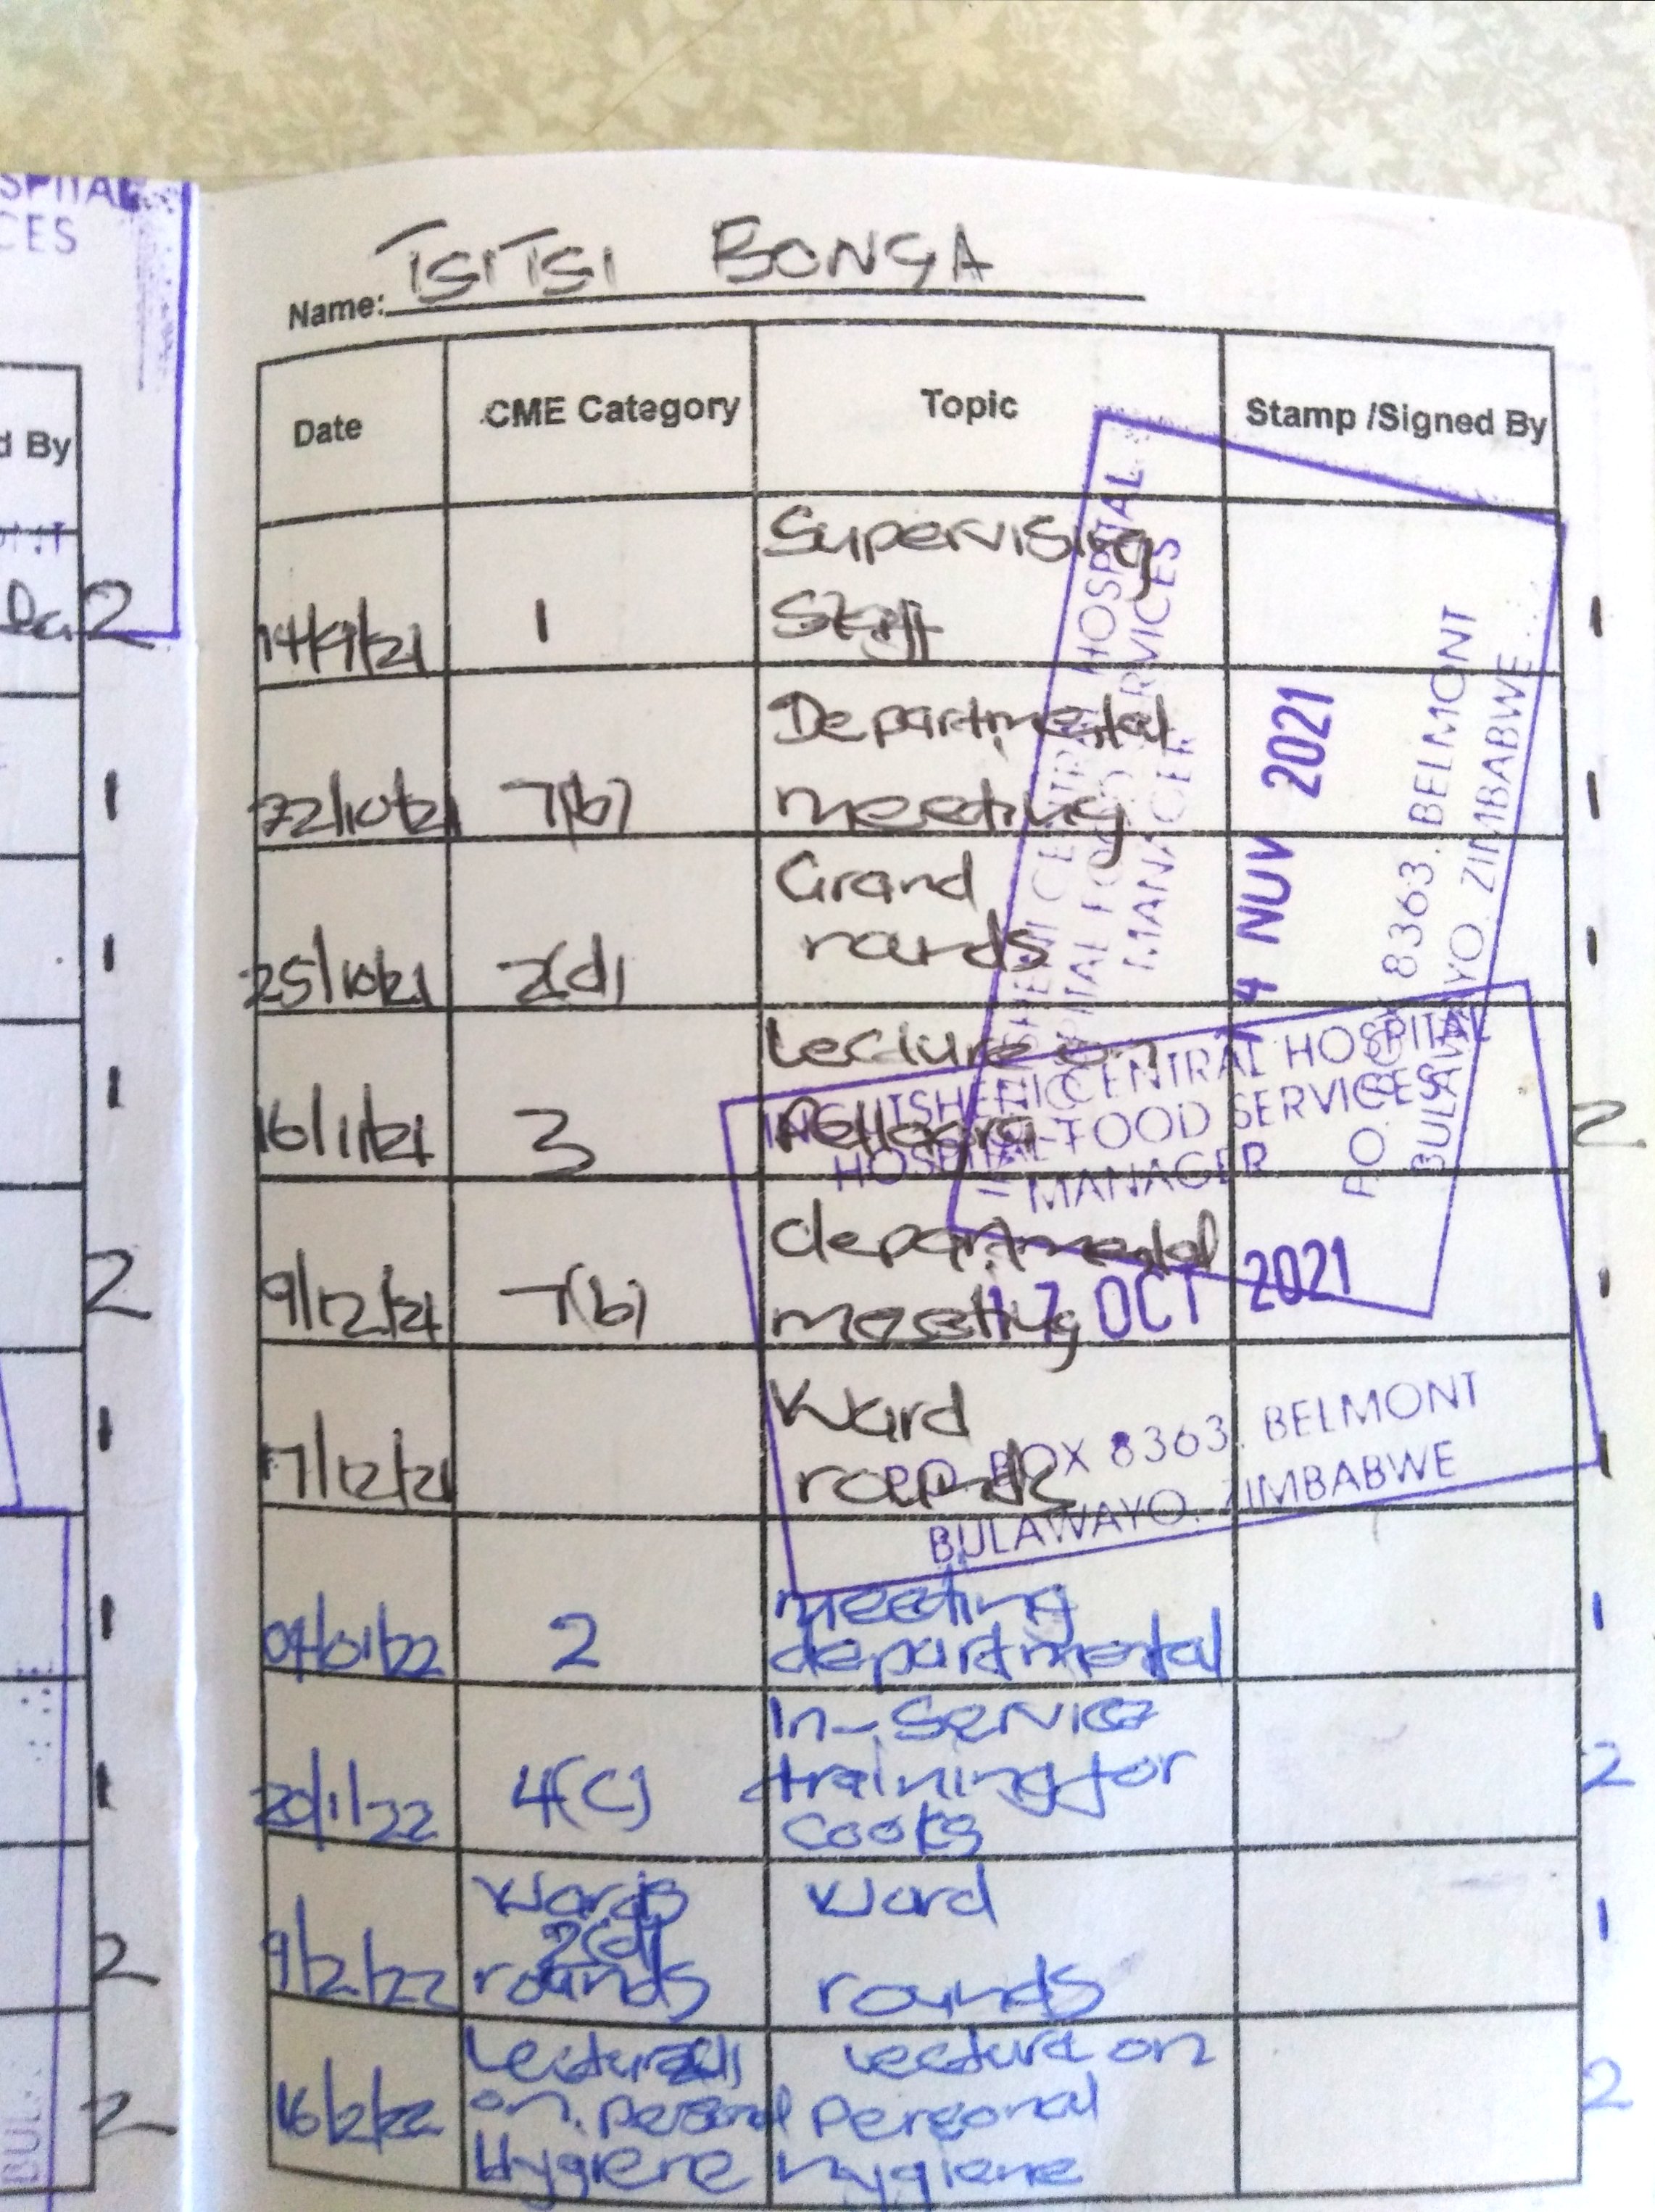 SPITAL
CES
d By
2
1
1
1
2
1
1
1
2
2
Name: TSITSI BONGA
Date CME Category Topic Stamp /Signed By
14/9/21 1 Supervising
Staff 1
22/10/21 7(b) Departmental
meeting 1
25/10/21 2(d) Grand
rounds 1
16/11/21 3 Lecture on
2
9/12/21 7(b) departmental
meeting 1
17/12/21 Ward
rounds 1
04/01/22 2 meeting
departmental 1
20/1/22 4(C) In-Service
training for
cooks 2
9/2/22 Wards 2(d) rounds Ward
rounds 1
16/2/22 Lecture on personal Hygiene Lecture on
Personal
hygiene 2
CENTRAL HOSPITAL
HOSPITAL FOOD SERVICES
MANAGER
4 NOV 2021
P.O. BOX 8363, BELMONT
BULAWAYO, ZIMBABWE
CENTRAL HOSPITAL
HOSPITAL FOOD SERVICES
MANAGER
17 OCT 2021
P.O. BOX 8363, BELMONT
BULAWAYO, ZIMBABWE
BUL